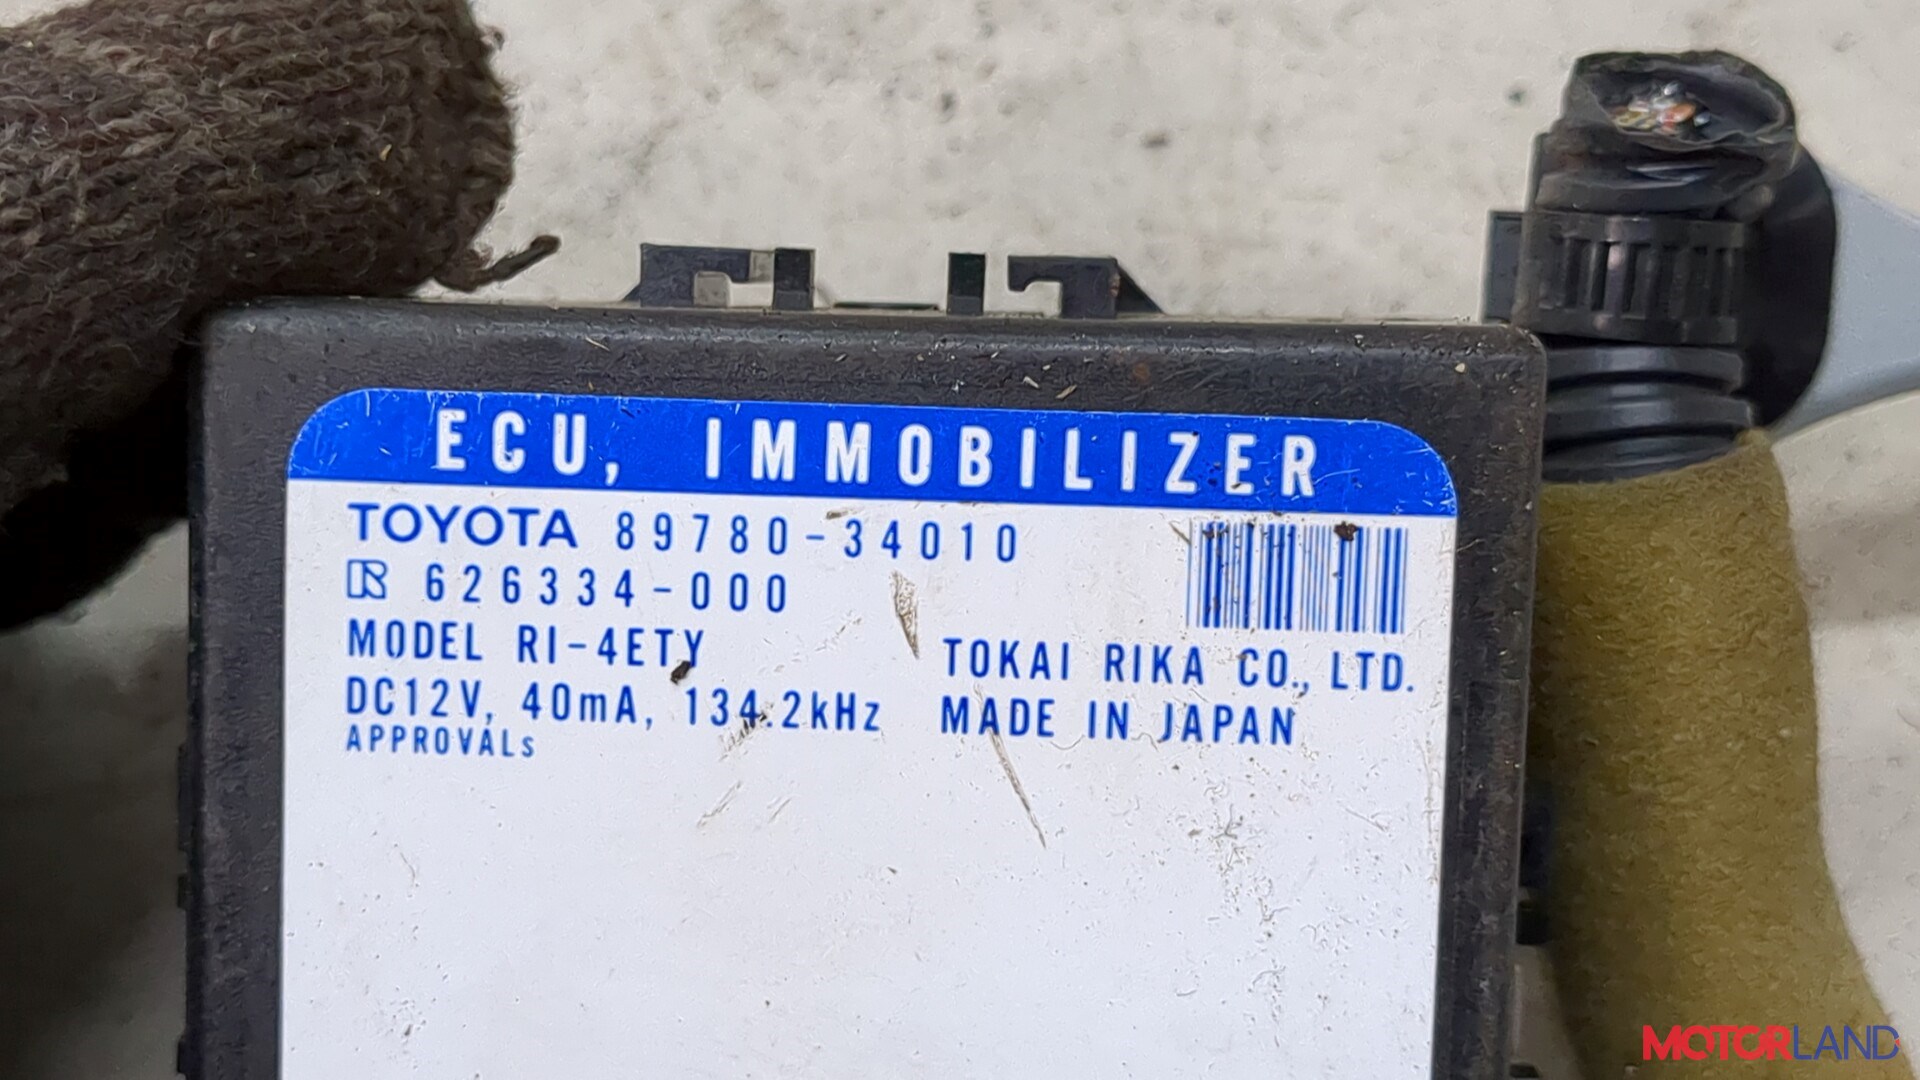 ECU, IMMOBILIZER
TOYOTA 89780-34010
626334-000
MODEL RI-4ETY
TOKAI RIKA CO., LTD.
DC12V, 40mA, 134.2kHz
MADE IN JAPAN
APPROVALs
MOTORLAND